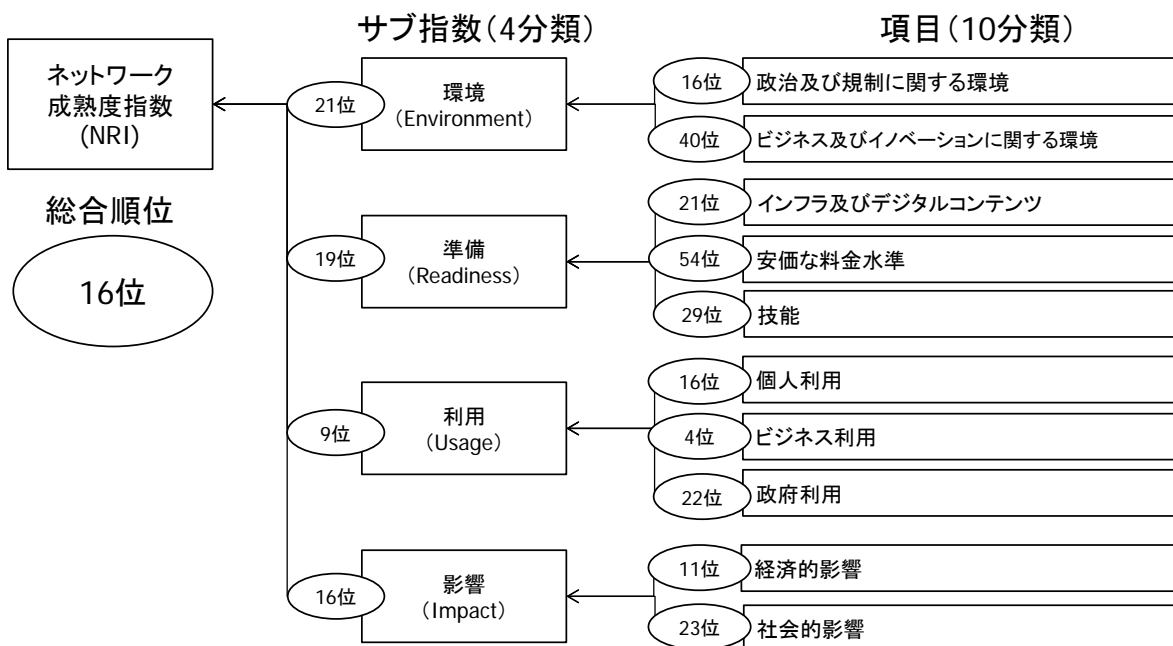 サブ指数(4分類)
項目(10分類)
ネットワーク
成熟度指数
(NRI)
総合順位
16位
21位
環境
(Environment)
16位
政治及び規制に関する環境
40位
ビジネス及びイノベーションに関する環境
19位
準備
(Readiness)
21位
インフラ及びデジタルコンテンツ
54位
安価な料金水準
29位
技能
9位
利用
(Usage)
16位
個人利用
4位
ビジネス利用
22位
政府利用
16位
影響
(Impact)
11位
経済的影響
23位
社会的影響